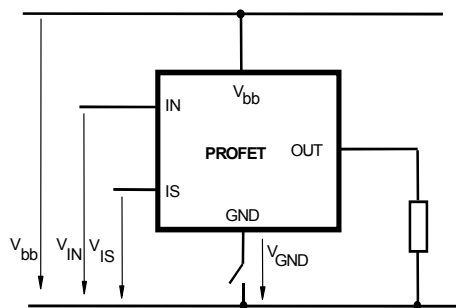 Vbb
IN
PROFET
OUT
IS
GND
Vbb
VIN
VIS
VGND